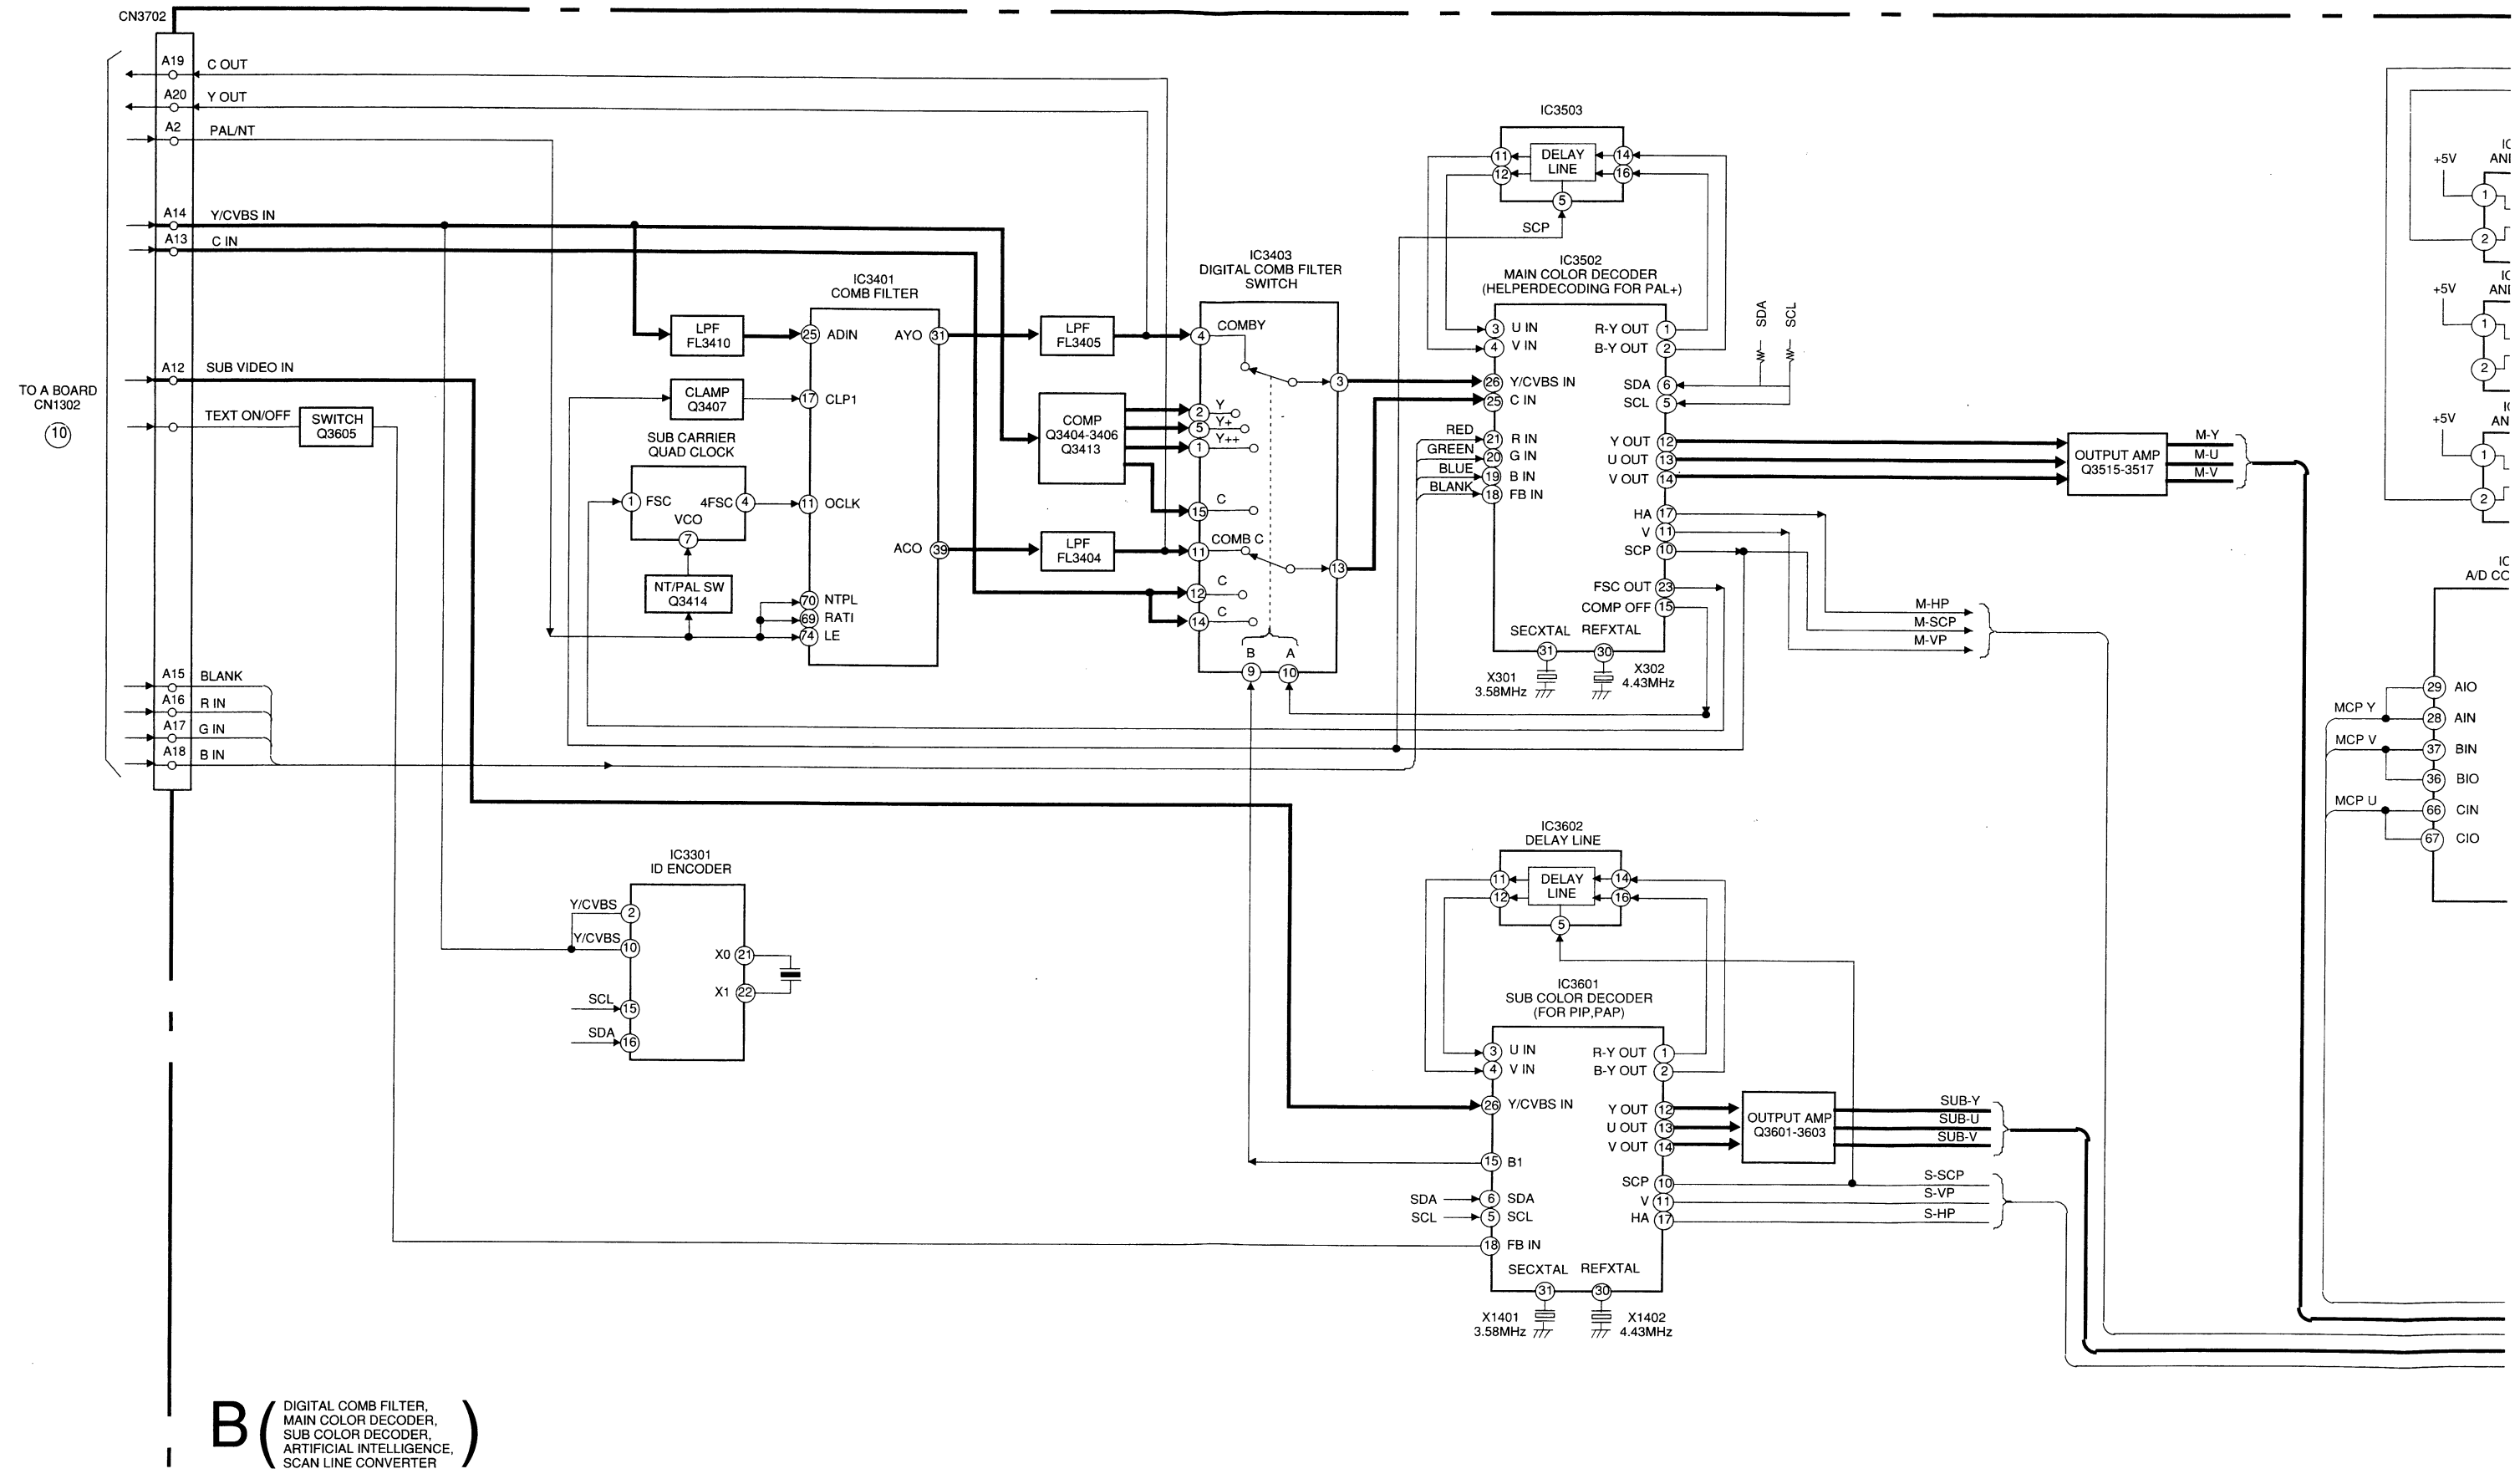 CN3702
A19 C OUT
A20 Y OUT
A2 PAL/NT
A14 Y/CVBS IN
A13 C IN
A12 SUB VIDEO IN
TEXT ON/OFF
SWITCH
Q3605
TO A BOARD
CN1302
10
A15 BLANK
A16 R IN
A17 G IN
A18 B IN
LPF
FL3410
CLAMP
Q3407
SUB CARRIER
QUAD CLOCK
1 FSC 4FSC 4
VCO
7
NT/PAL SW
Q3414
IC3401
COMB FILTER
25 ADIN AYO 31
17 CLP1
11 OCLK
ACO 39
70 NTPL
69 RATI
74 LE
LPF
FL3405
COMP
Q3404-3406
Q3413
LPF
FL3404
IC3403
DIGITAL COMB FILTER
SWITCH
4 COMBY
3
2 Y
5 Y+
1 Y++
15 C
11 COMB C
13
12 C
14 C
B A
9 10
IC3503
11 DELAY
LINE 14
12 16
5
SCP
IC3502
MAIN COLOR DECODER
(HELPERDECODING FOR PAL+)
3 U IN R-Y OUT 1
4 V IN B-Y OUT 2
26 Y/CVBS IN SDA 6
25 C IN SCL 5
SDA
SCL
RED 21 R IN Y OUT 12
GREEN 20 G IN U OUT 13
BLUE 19 B IN V OUT 14
BLANK 18 FB IN
HA 17
V 11
SCP 10
FSC OUT 23
COMP OFF 15
SECXTAL REFXTAL
31 30
X301
3.58MHz
X302
4.43MHz
OUTPUT AMP
Q3515-3517
M-Y
M-U
M-V
M-HP
M-SCP
M-VP
+5V
1
2
+5V
1
2
+5V
1
2
A/D CO
29 AIO
MCP Y 28 AIN
MCP V 37 BIN
36 BIO
MCP U 66 CIN
67 CIO
IC3301
ID ENCODER
Y/CVBS 2
Y/CVBS 10
X0 21
X1 22
SCL 15
SDA 16
IC3602
DELAY LINE
11 DELAY
LINE 14
12 16
5
IC3601
SUB COLOR DECODER
(FOR PIP,PAP)
3 U IN R-Y OUT 1
4 V IN B-Y OUT 2
26 Y/CVBS IN Y OUT 12
U OUT 13
V OUT 14
15 B1
SCP 10
SDA 6 SDA V 11
SCL 5 SCL HA 17
18 FB IN
SECXTAL REFXTAL
31 30
X1401
3.58MHz
X1402
4.43MHz
OUTPUT AMP
Q3601-3603
SUB-Y
SUB-U
SUB-V
S-SCP
S-VP
S-HP
B
(DIGITAL COMB FILTER,
MAIN COLOR DECODER,
SUB COLOR DECODER,
ARTIFICIAL INTELLIGENCE,
SCAN LINE CONVERTER)